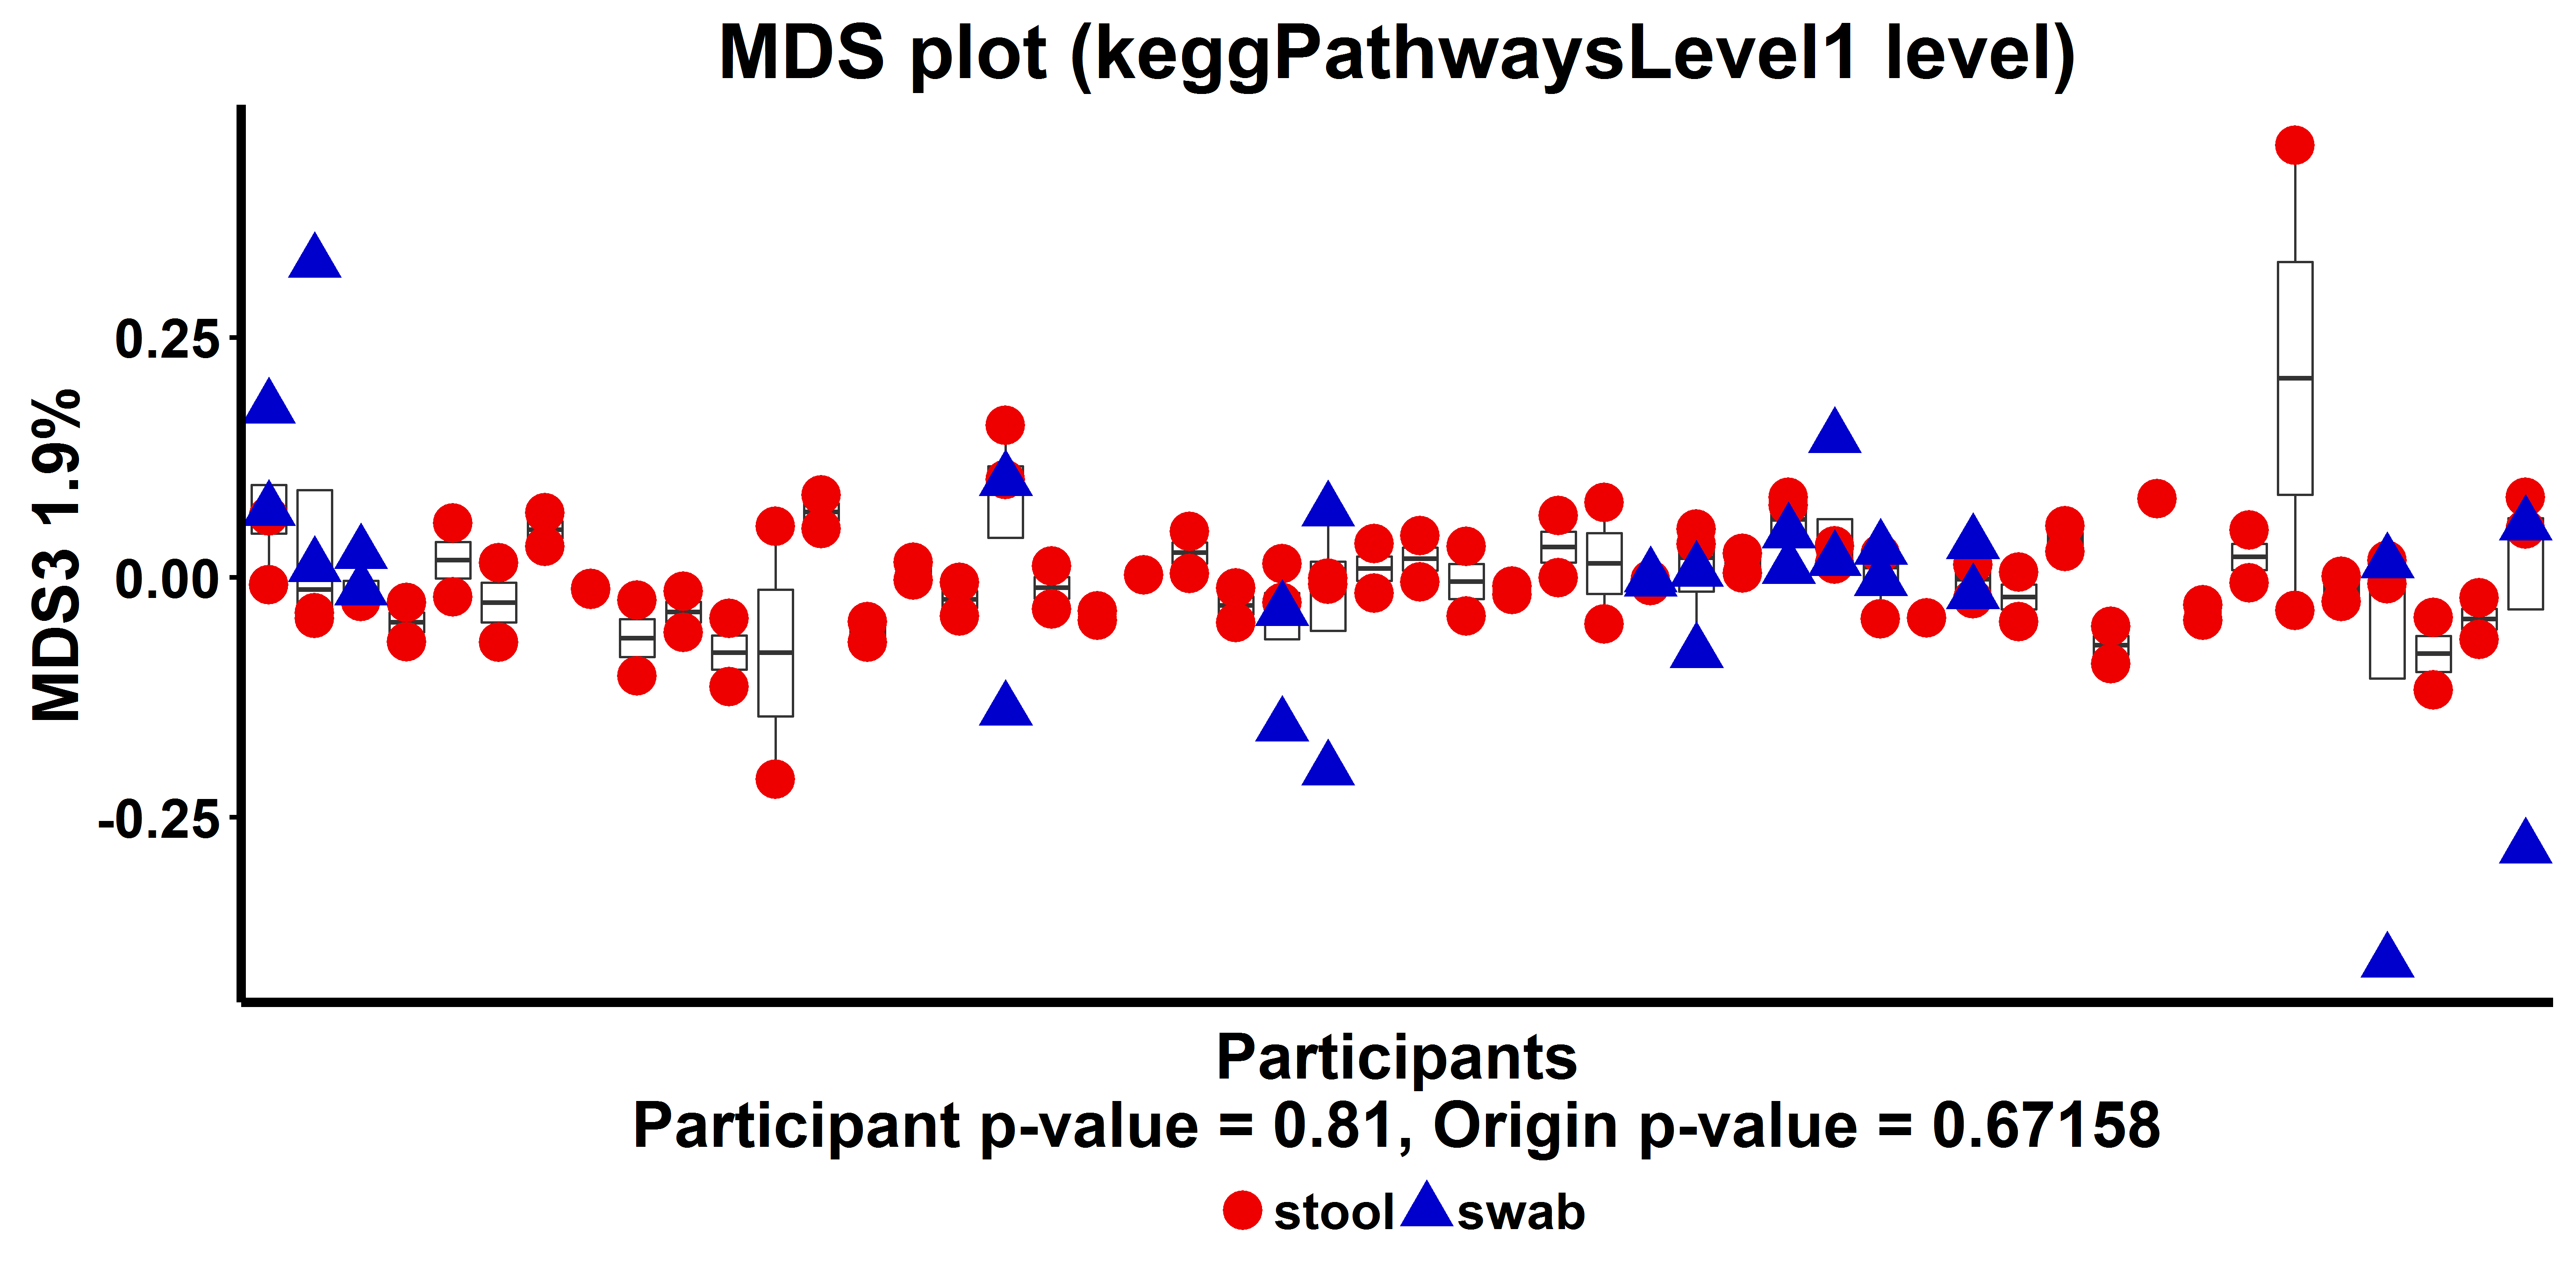 MDS plot (keggPathwaysLevel1 level)
MDS3 1.9%
0.25
0.00
-0.25
Participants
Participant p-value = 0.81, Origin p-value = 0.67158
stool swab